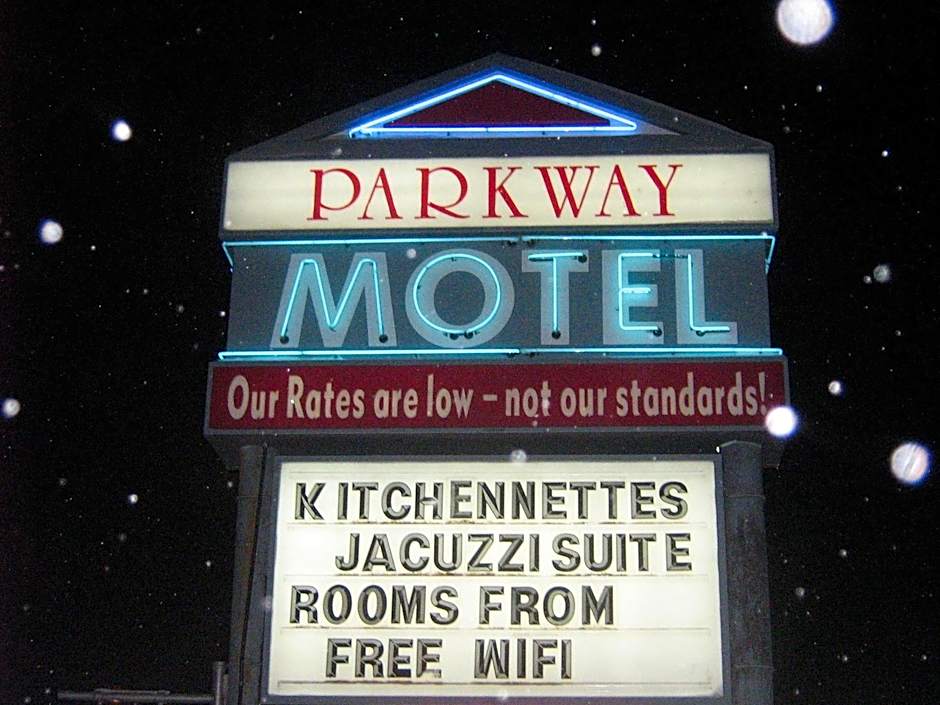 PARKWAY
MOTEL
Our Rates are low - not our standards!
KITCHENNETTES
JACUZZI SUITE
ROOMS FROM
FREE WIFI